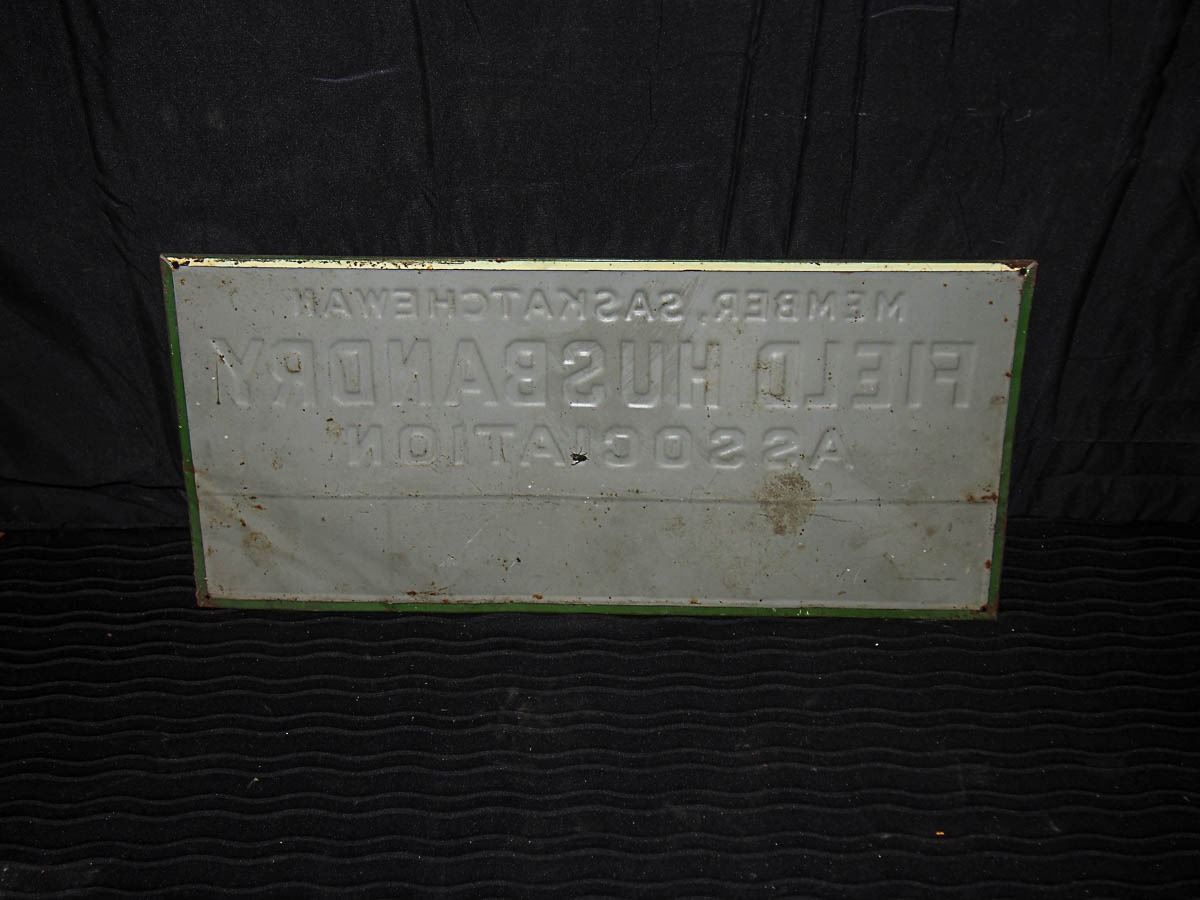 MEMBER, SASKATCHEWAN
FIELD HUSBANDRY
ASSOCIATION